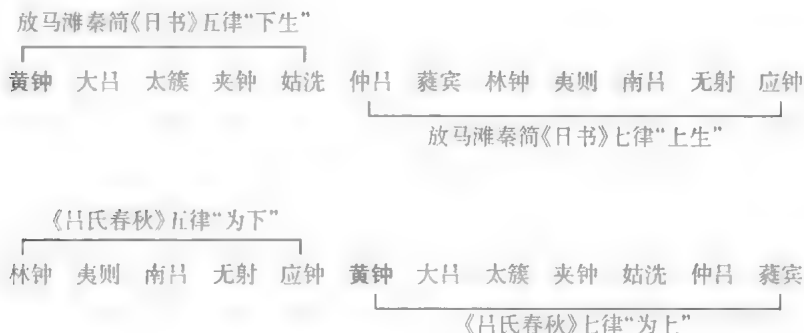 放马滩秦简《日书》五律“下生”
黄钟 大吕 太簇 夹钟 姑洗 仲吕 蕤宾 林钟 夷则 南吕 无射 应钟
放马滩秦简《日书》七律“上生”
《吕氏春秋》五律“为下”
林钟 夷则 南吕 无射 应钟 黄钟 大吕 太簇 夹钟 姑洗 仲吕 蕤宾
《吕氏春秋》七律“为上”